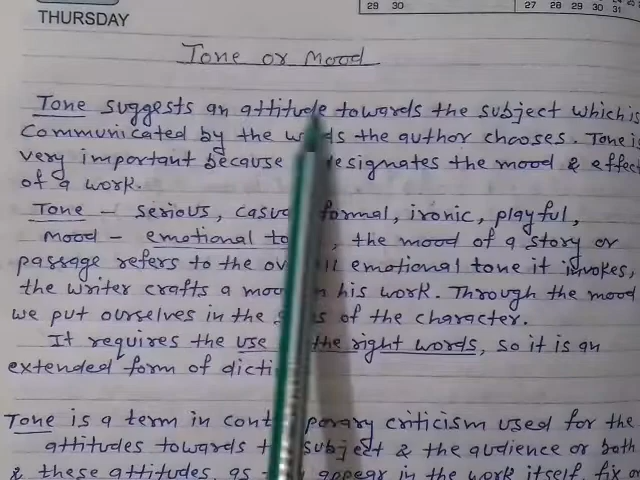 29 30
27 28 29 30
30 31
THURSDAY
Tone or Mood
Tone suggests an attitude towards the subject which is
communicated by the words the author chooses. Tone is
very important because designates the mood & effect
of a work.
Tone - serious, casual formal, ironic, playful,
Mood - emotional , the mood of a story or
passage refers to the overall emotional tone it invokes,
the writer crafts a mood in his work. Through the mood
we put ourselves in the of the character.
It requires the use the right words, so it is an
extended form of diction
Tone is a term in contemporary criticism used for the
attitudes towards the subject & the audience or both
& these attitudes, as they appear in the work itself, fix